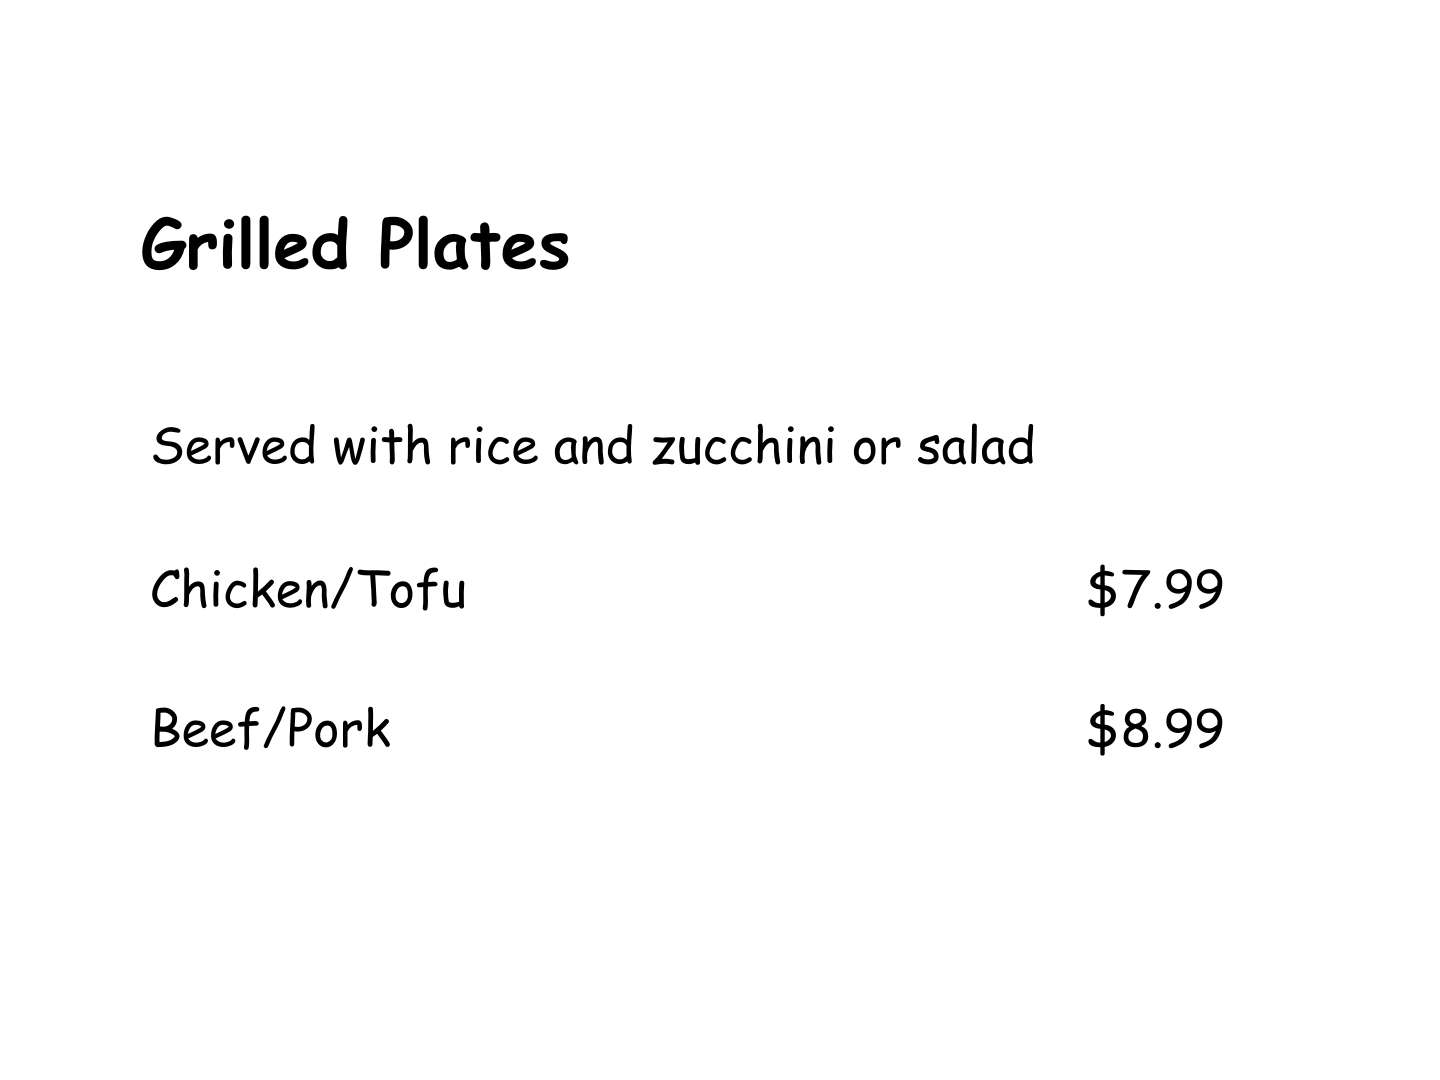 Grilled Plates
Served with rice and zucchini or salad
Chicken/Tofu $7.99
Beef/Pork $8.99